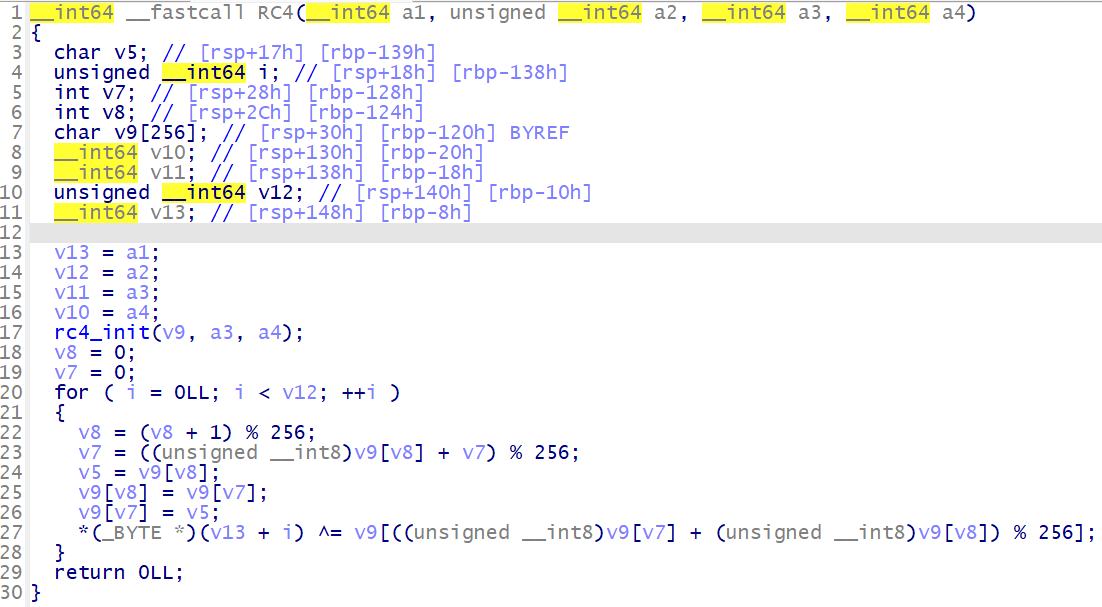 1 __int64 __fastcall RC4(__int64 a1, unsigned __int64 a2, __int64 a3, __int64 a4)
2 {
3   char v5; // [rsp+17h] [rbp-139h]
4   unsigned __int64 i; // [rsp+18h] [rbp-138h]
5   int v7; // [rsp+28h] [rbp-128h]
6   int v8; // [rsp+2Ch] [rbp-124h]
7   char v9[256]; // [rsp+30h] [rbp-120h] BYREF
8   __int64 v10; // [rsp+130h] [rbp-20h]
9   __int64 v11; // [rsp+138h] [rbp-18h]
10   unsigned __int64 v12; // [rsp+140h] [rbp-10h]
11   __int64 v13; // [rsp+148h] [rbp-8h]
12
13   v13 = a1;
14   v12 = a2;
15   v11 = a3;
16   v10 = a4;
17   rc4_init(v9, a3, a4);
18   v8 = 0;
19   v7 = 0;
20   for ( i = 0LL; i < v12; ++i )
21   {
22     v8 = (v8 + 1) % 256;
23     v7 = ((unsigned __int8)v9[v8] + v7) % 256;
24     v5 = v9[v8];
25     v9[v8] = v9[v7];
26     v9[v7] = v5;
27     *(_BYTE *)(v13 + i) ^= v9[((unsigned __int8)v9[v7] + (unsigned __int8)v9[v8]) % 256];
28   }
29   return 0LL;
30 }